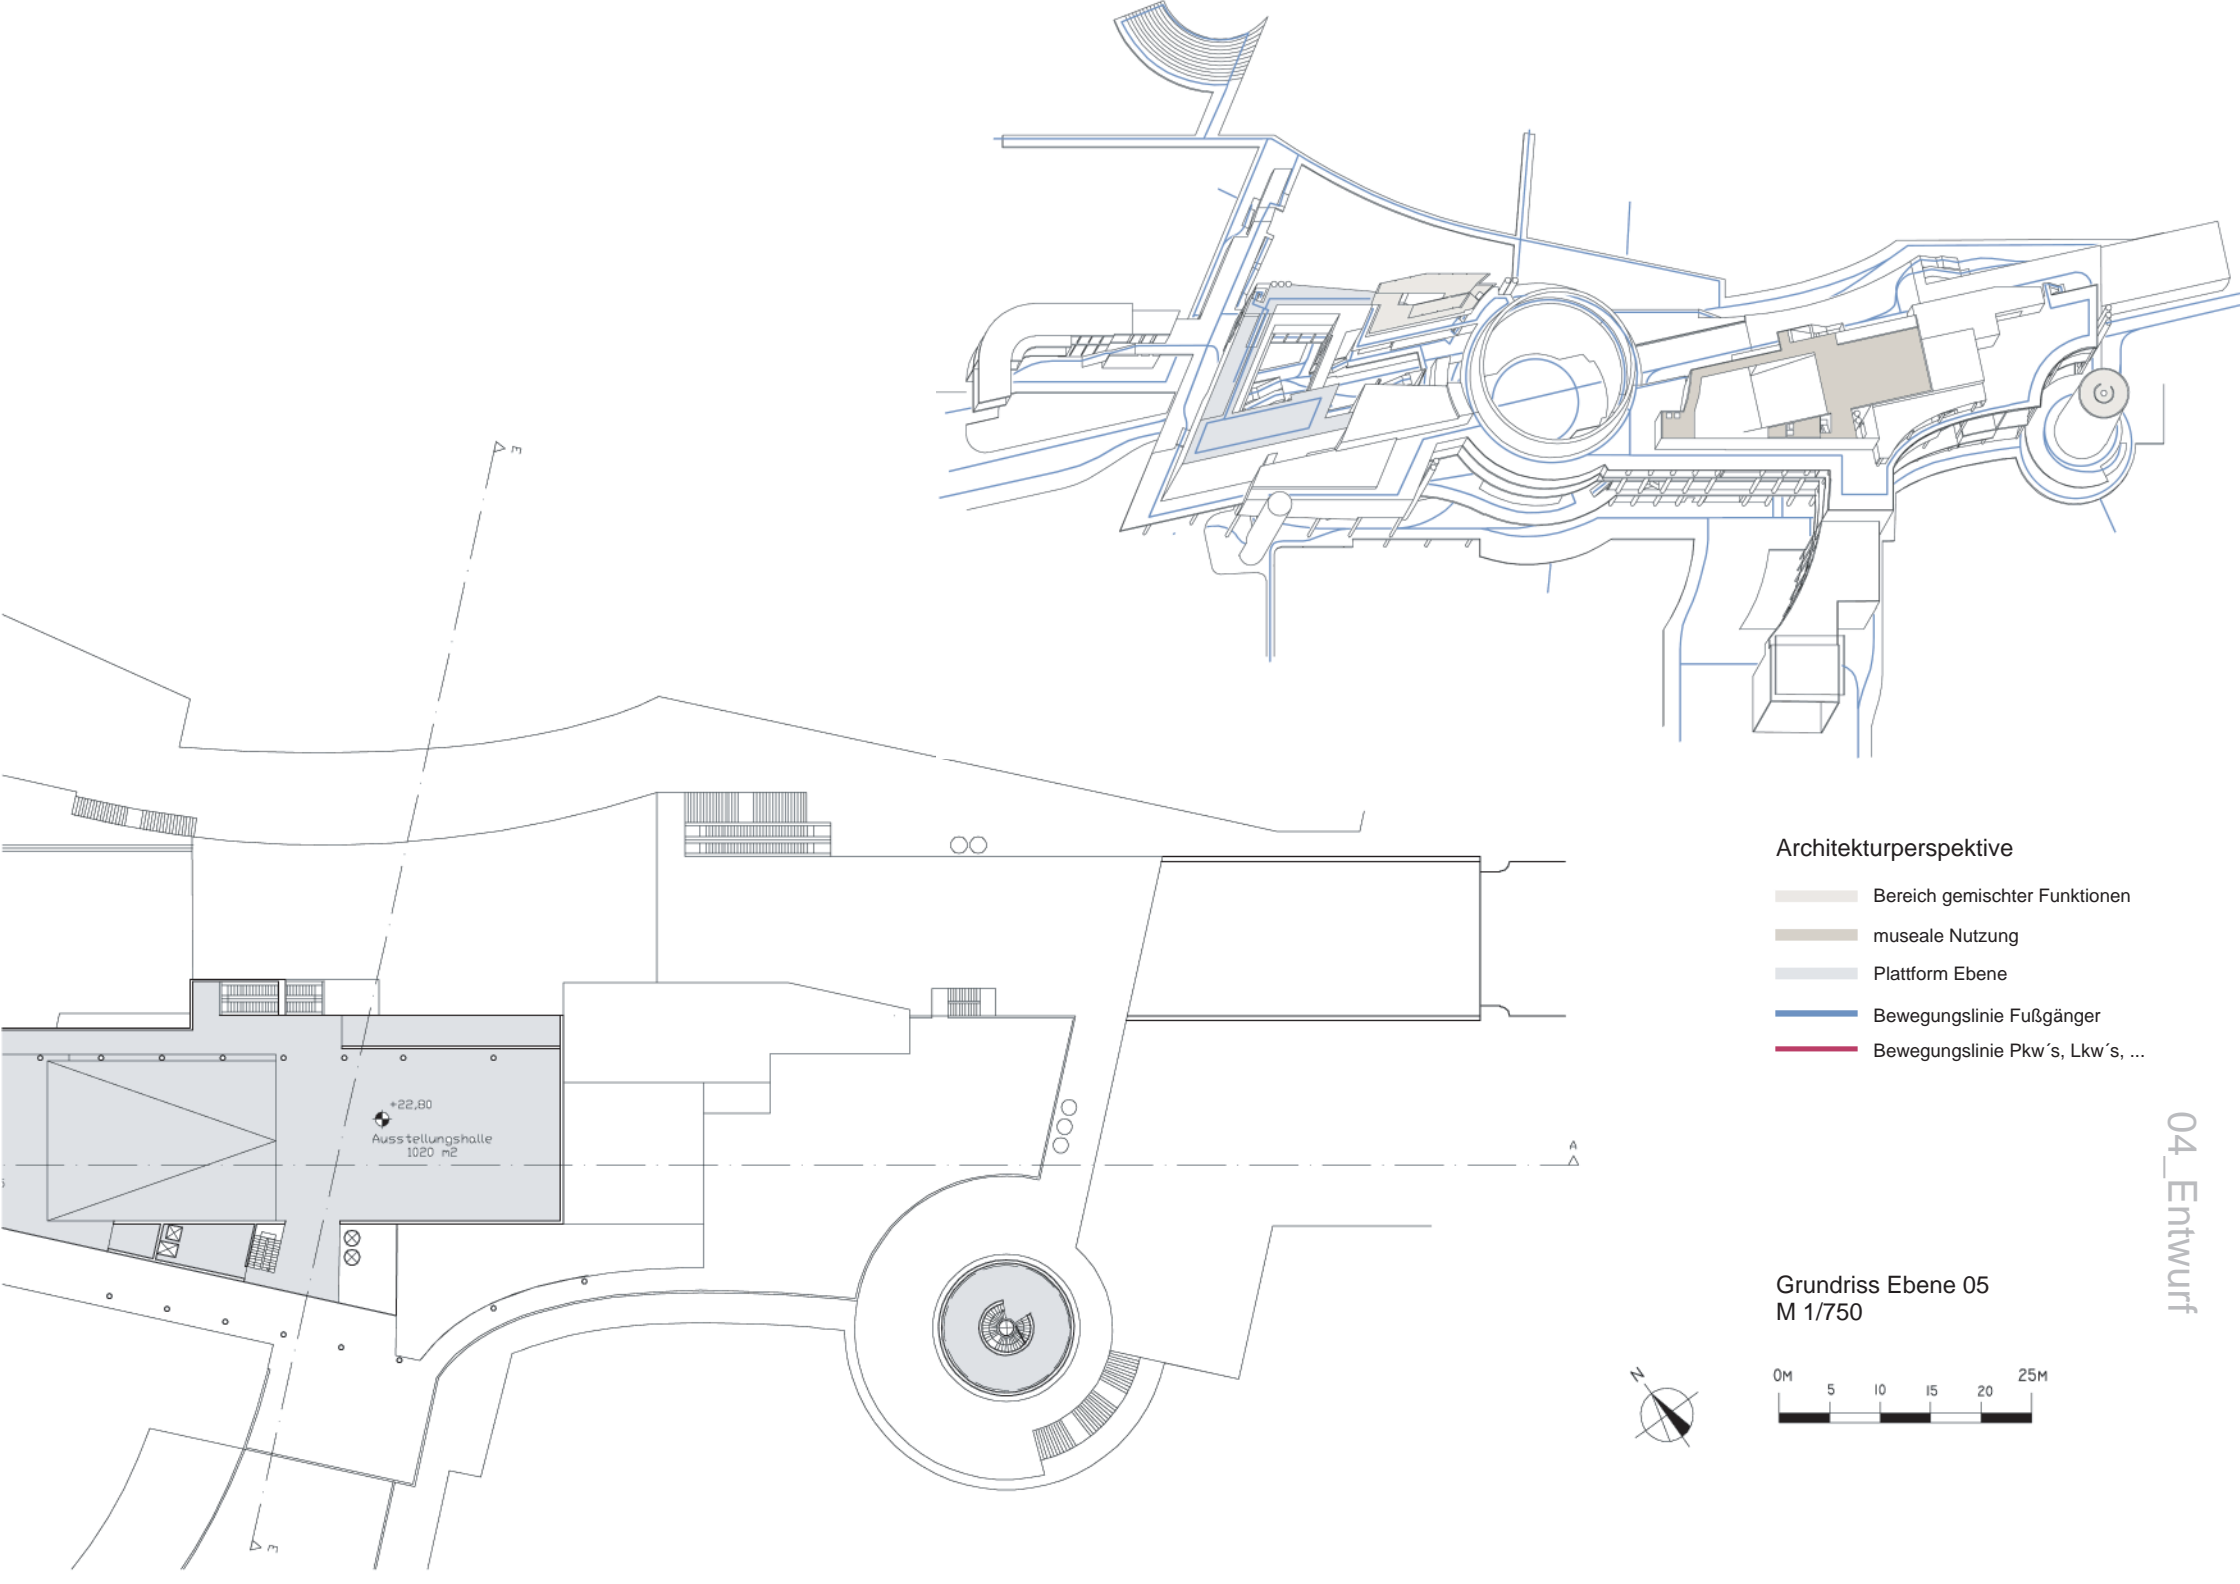 E
Architekturperspektive
Bereich gemischter Funktionen
museale Nutzung
Plattform Ebene
Bewegungslinie Fußgänger
Bewegungslinie Pkw´s, Lkw´s, ...
+22,80
Ausstellungshalle
1020 m2
A
04_Entwurf
Grundriss Ebene 05
M 1/750
N
0M 5 10 15 20 25M
E